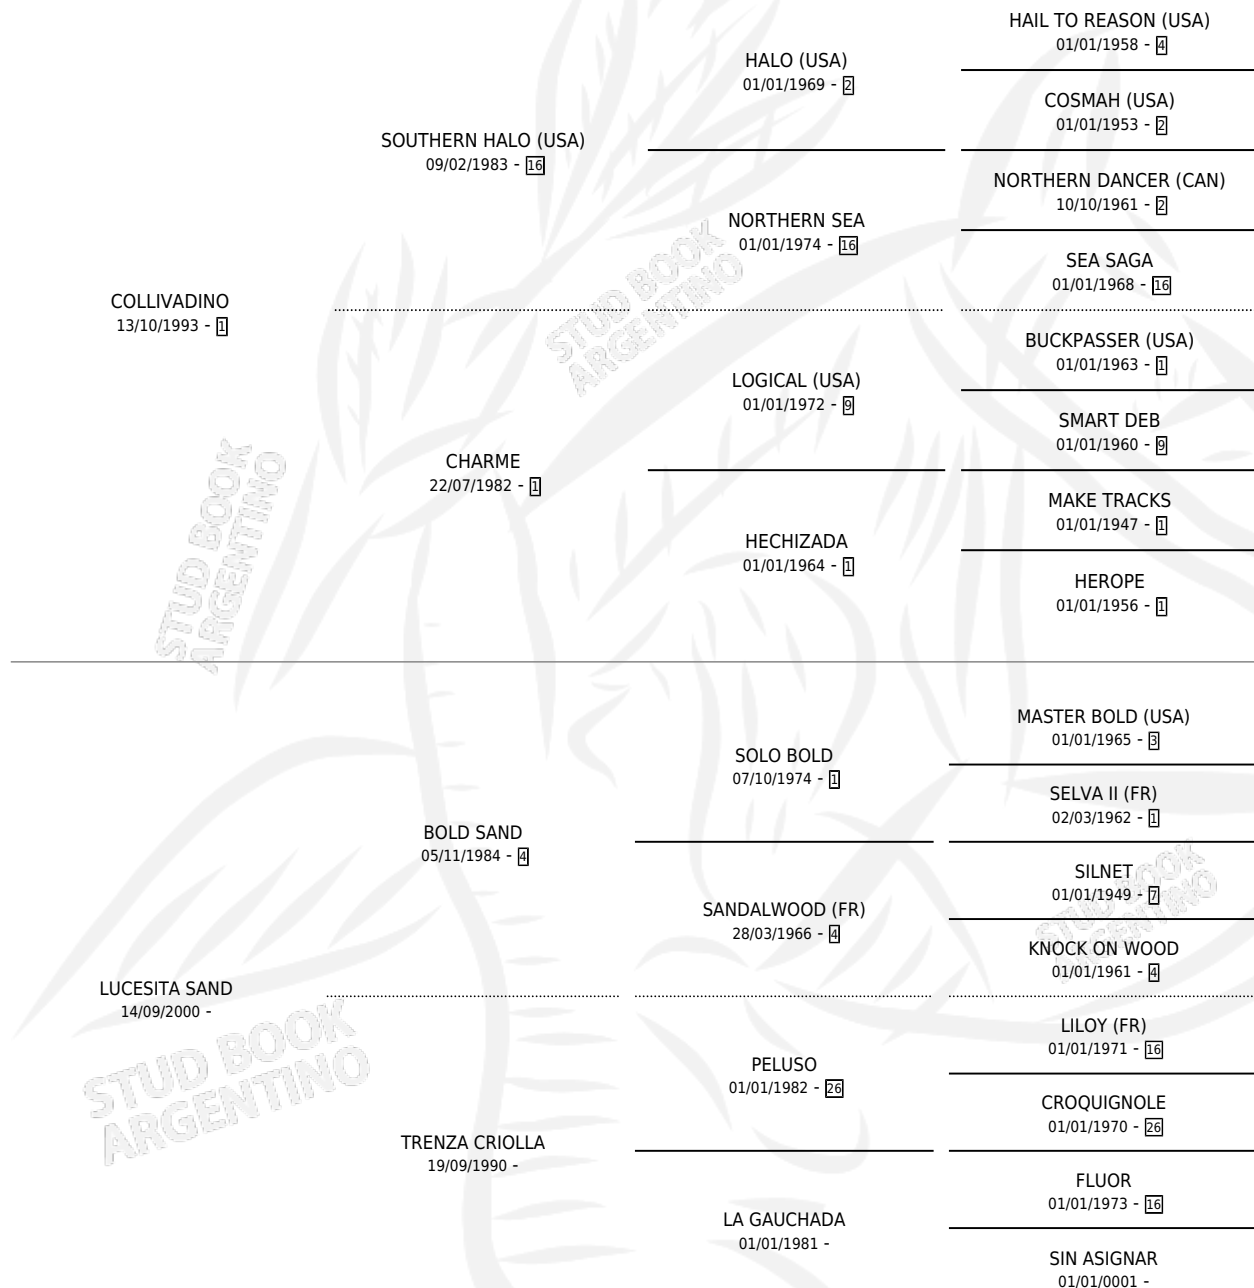 HAIL TO REASON (USA)
01/01/1958 - 4
HALO (USA)
01/01/1969 - 2
COSMAH (USA)
01/01/1953 - 2
SOUTHERN HALO (USA)
09/02/1983 - 16
NORTHERN DANCER (CAN)
10/10/1961 - 2
NORTHERN SEA
01/01/1974 - 16
SEA SAGA
01/01/1968 - 16
COLLIVADINO
13/10/1993 - 1
BUCKPASSER (USA)
01/01/1963 - 1
LOGICAL (USA)
01/01/1972 - 9
SMART DEB
01/01/1960 - 9
CHARME
22/07/1982 - 1
MAKE TRACKS
01/01/1947 - 1
HECHIZADA
01/01/1964 - 1
HEROPE
01/01/1956 - 1
MASTER BOLD (USA)
01/01/1965 - 3
SOLO BOLD
07/10/1974 - 1
SELVA II (FR)
02/03/1962 - 1
BOLD SAND
05/11/1984 - 4
SILNET
01/01/1949 - 7
SANDALWOOD (FR)
28/03/1966 - 4
KNOCK ON WOOD
01/01/1961 - 4
LUCESITA SAND
14/09/2000 -
LILOY (FR)
01/01/1971 - 16
PELUSO
01/01/1982 - 26
CROQUIGNOLE
01/01/1970 - 26
TRENZA CRIOLLA
19/09/1990 -
FLUOR
01/01/1973 - 16
LA GAUCHADA
01/01/1981 -
SIN ASIGNAR
01/01/0001 -
STUD BOOK
ARGENTINO
STUD BOOK
ARGENTINO
STUD BOOK
ARGENTINO
STUD BOOK
ARGENTINO